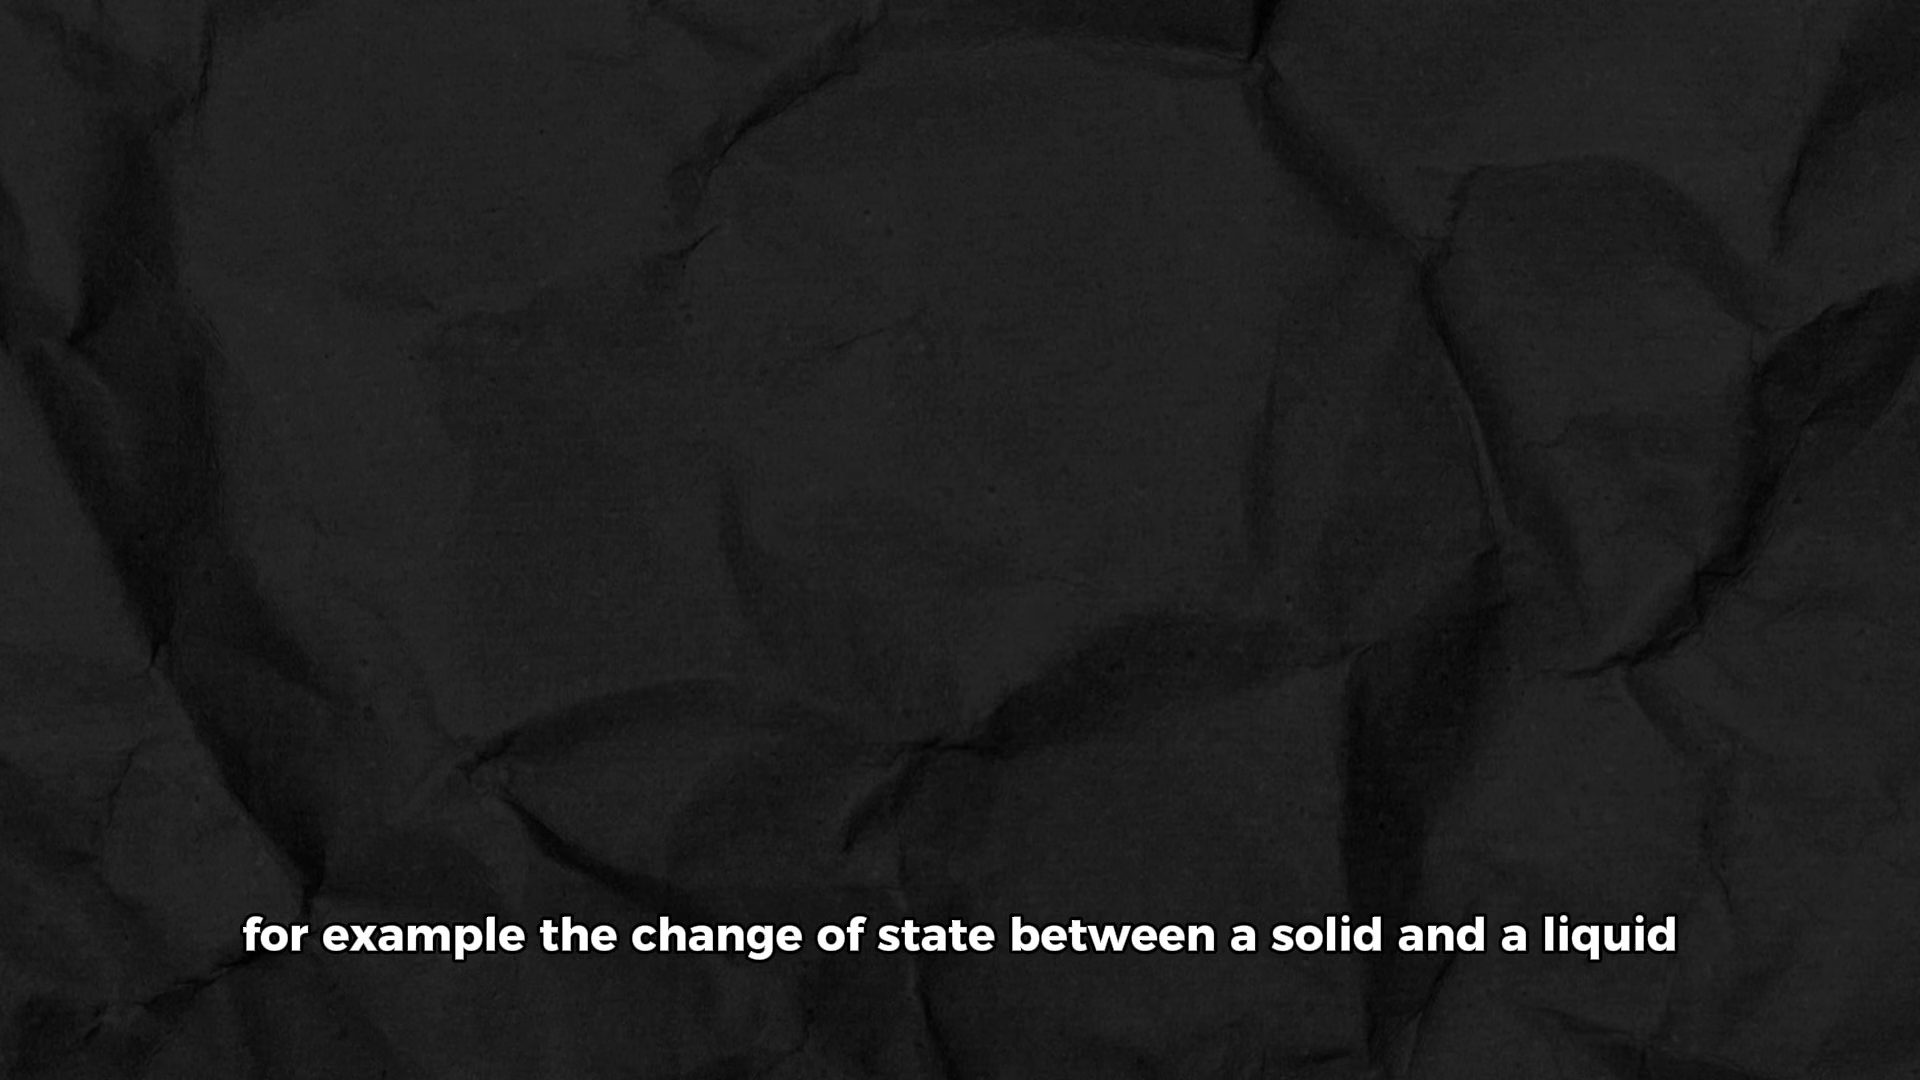 for example the change of state between a solid and a liquid